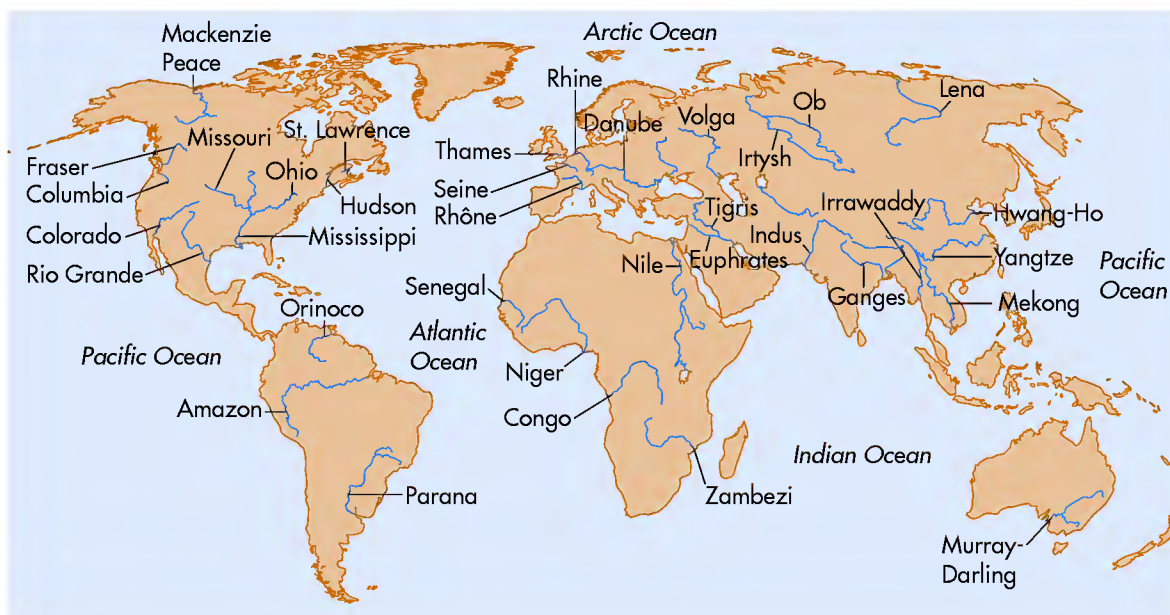 Arctic Ocean
Mackenzie
Peace
Missouri
St. Lawrence
Fraser
Columbia
Ohio
Hudson
Colorado
Mississippi
Rio Grande
Rhine
Danube
Volga
Ob
Lena
Thames
Irtysh
Seine
Rhône
Tigris
Irrawaddy
Hwang-Ho
Indus
Euphrates
Nile
Yangtze
Pacific
Ocean
Ganges
Mekong
Senegal
Orinoco
Atlantic
Ocean
Pacific Ocean
Niger
Amazon
Congo
Indian Ocean
Parana
Zambezi
Murray-
Darling